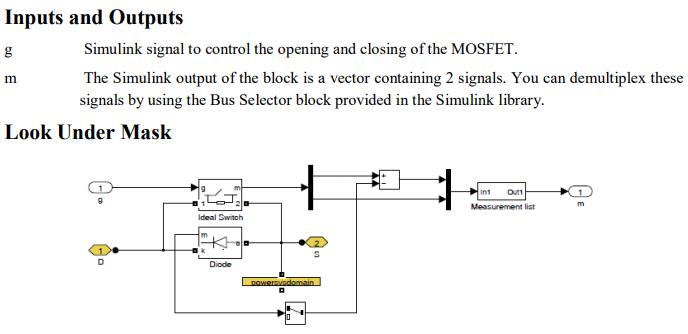 Inputs and Outputs
g Simulink signal to control the opening and closing of the MOSFET.
m The Simulink output of the block is a vector containing 2 signals. You can demultiplex these
signals by using the Bus Selector block provided in the Simulink library.
Look Under Mask
1
g
g m
1 2
Ideal Switch
+
-
In1 Out1
Measurement list
1
m
1
D
m
k a
Diode
2
S
powersysdomain